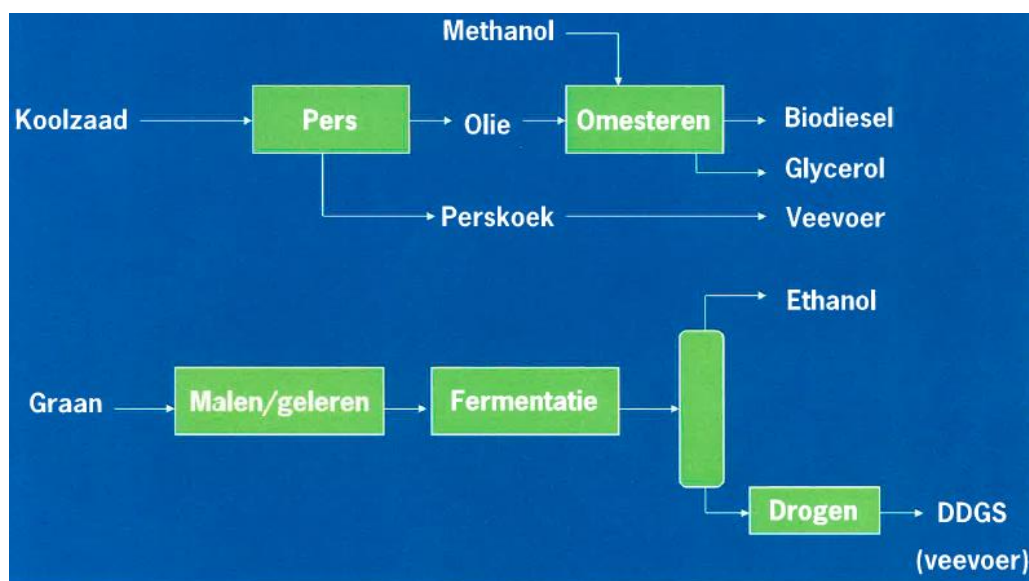 Methanol
Koolzaad
Pers
Olie
Omesteren
Biodiesel
Glycerol
Perskoek
Veevoer
Ethanol
Graan
Malen/geleren
Fermentatie
Drogen
DDGS
(veevoer)